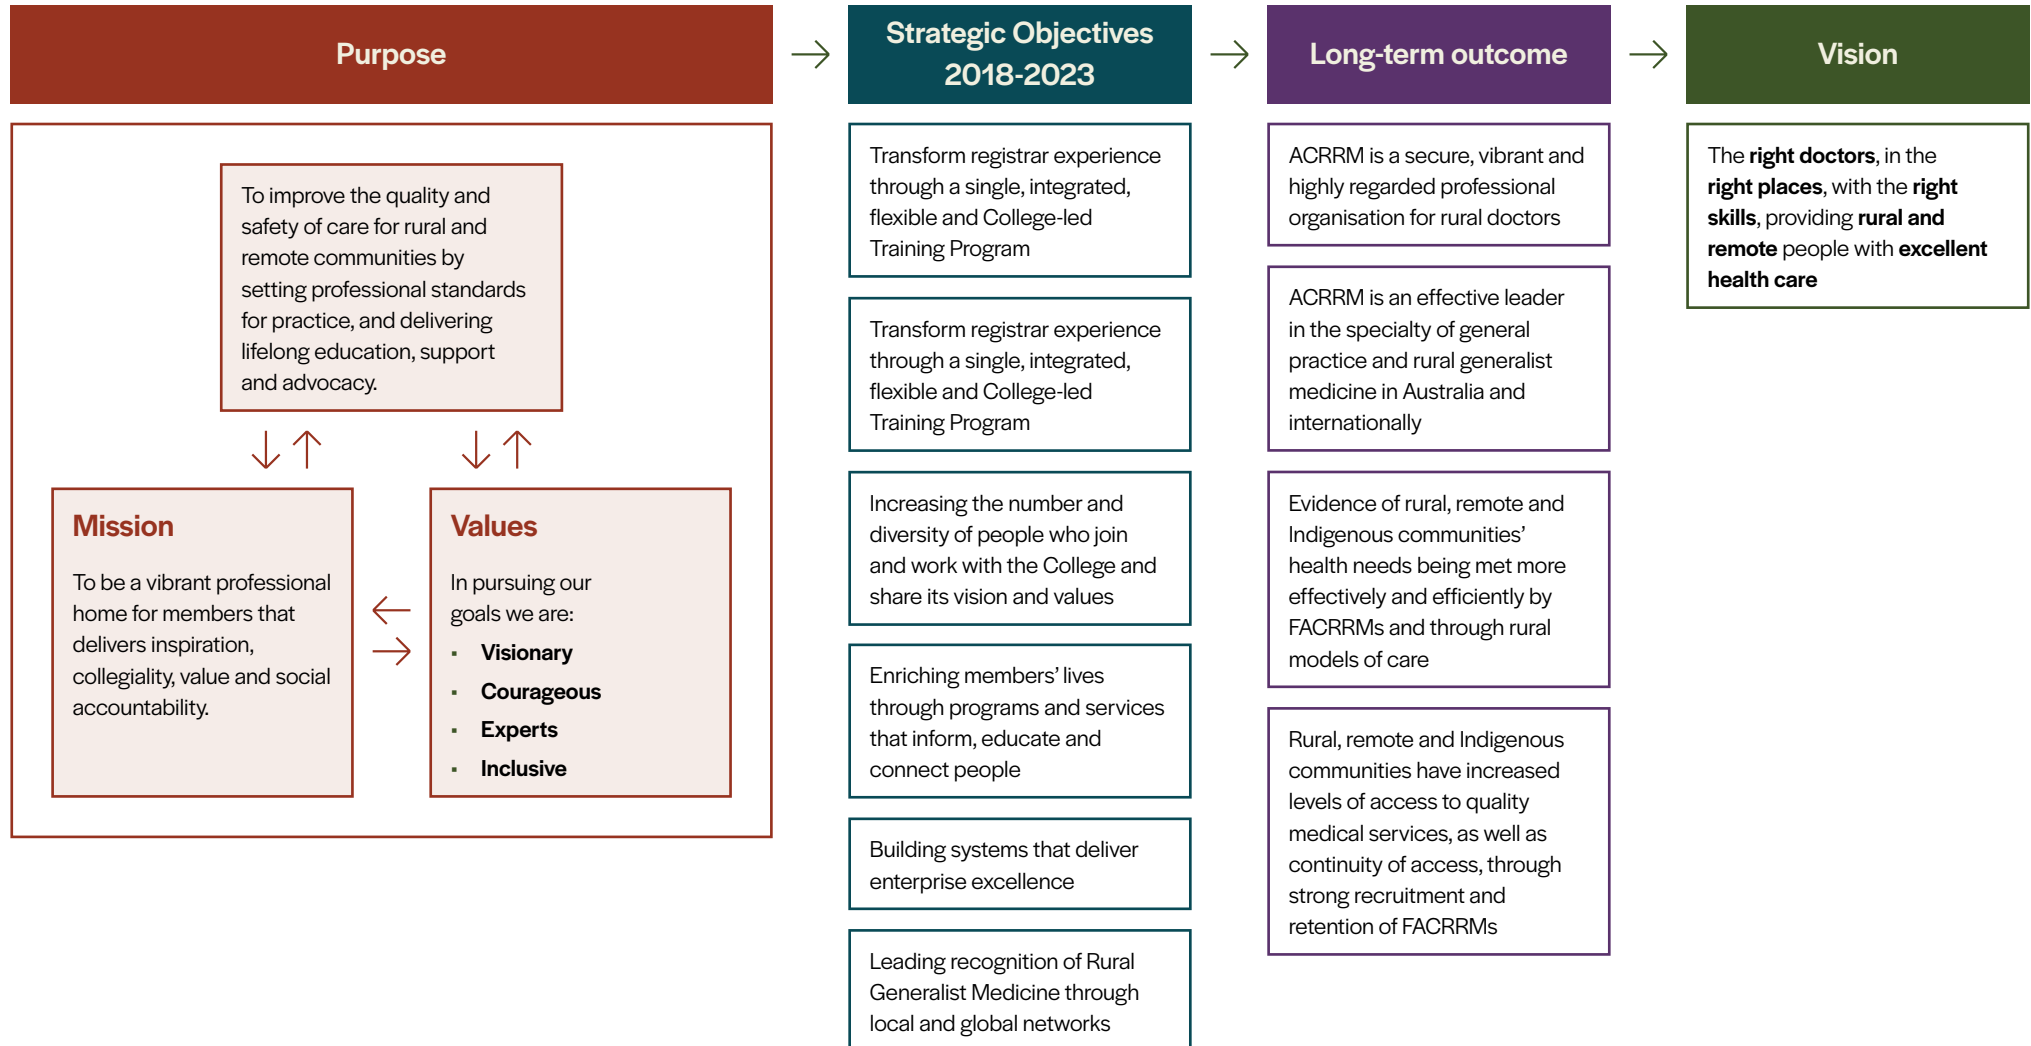 Purpose
To improve the quality and
safety of care for rural and
remote communities by
setting professional standards
for practice, and delivering
lifelong education, support
and advocacy.
Mission
To be a vibrant professional
home for members that
delivers inspiration,
collegiality, value and social
accountability.
Values
In pursuing our
goals we are:
▪ Visionary
▪ Courageous
▪ Experts
▪ Inclusive
Strategic Objectives
2018-2023
Transform registrar experience
through a single, integrated,
flexible and College-led
Training Program
Transform registrar experience
through a single, integrated,
flexible and College-led
Training Program
Increasing the number and
diversity of people who join
and work with the College and
share its vision and values
Enriching members’ lives
through programs and services
that inform, educate and
connect people
Building systems that deliver
enterprise excellence
Leading recognition of Rural
Generalist Medicine through
local and global networks
Long-term outcome
ACRRM is a secure, vibrant and
highly regarded professional
organisation for rural doctors
ACRRM is an effective leader
in the specialty of general
practice and rural generalist
medicine in Australia and
internationally
Evidence of rural, remote and
Indigenous communities’
health needs being met more
effectively and efficiently by
FACRRMs and through rural
models of care
Rural, remote and Indigenous
communities have increased
levels of access to quality
medical services, as well as
continuity of access, through
strong recruitment and
retention of FACRRMs
Vision
The right doctors, in the
right places, with the right
skills, providing rural and
remote people with excellent
health care